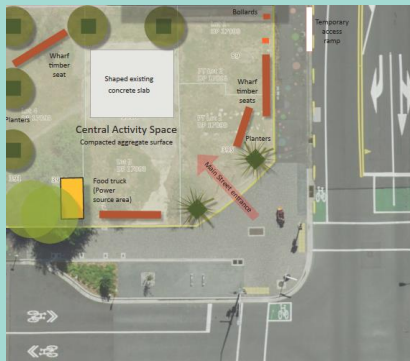 Bollards
Temporary
access
ramp
Wharf
timber
seat
Shaped existing
concrete slab
Wharf
timber
seats
Planters
Central Activity Space
Compacted aggregate surface
Planters
Main Street entrance
Food truck
(Power
source area)